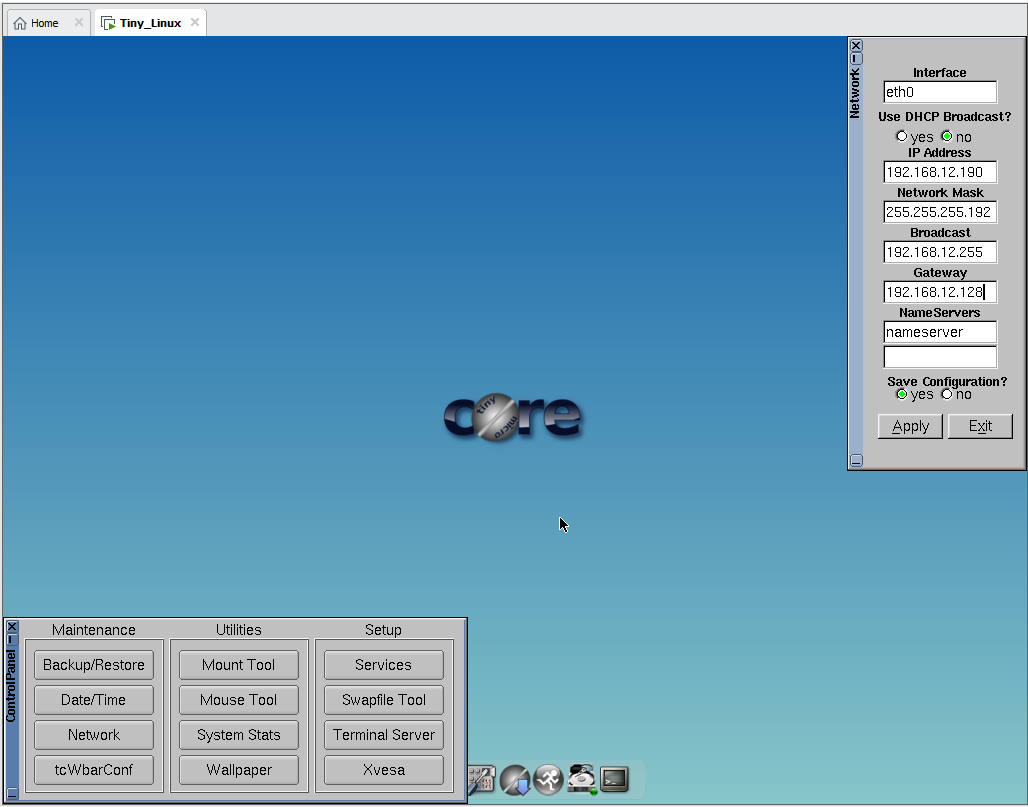 Home
Tiny_Linux
Network
Interface
eth0
Use DHCP Broadcast?
yes no
IP Address
192.168.12.190
Network Mask
255.255.255.192
Broadcast
192.168.12.255
Gateway
192.168.12.128
NameServers
nameserver
Save Configuration?
yes no
Apply Exit
core
tiny
micro
ControlPanel
Maintenance Utilities Setup
Backup/Restore Mount Tool Services
Date/Time Mouse Tool Swapfile Tool
Network System Stats Terminal Server
tcWbarConf Wallpaper Xvesa